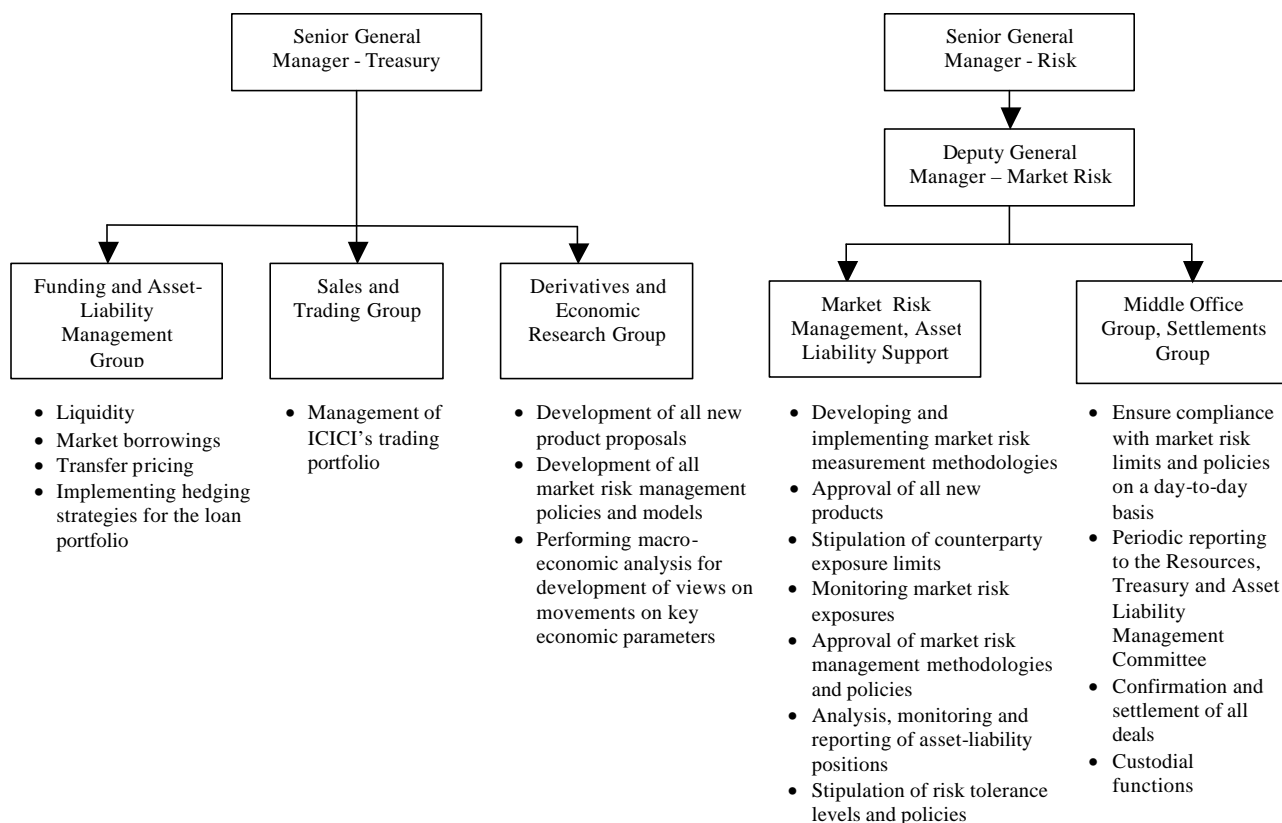 Senior General
Manager - Treasury
Senior General
Manager - Risk
Deputy General
Manager – Market Risk
Funding and Asset-
Liability
Management
Group
Sales and
Trading Group
Derivatives and
Economic
Research Group
Market Risk
Management, Asset
Liability Support
Middle Office
Group, Settlements
Group
• Liquidity
• Market borrowings
• Transfer pricing
• Implementing hedging
strategies for the loan
portfolio
• Management of
ICICI's trading
portfolio
• Development of all new
product proposals
• Development of all
market risk management
policies and models
• Performing macro-
economic analysis for
development of views on
movements on key
economic parameters
• Developing and
implementing market risk
measurement methodologies
• Approval of all new
products
• Stipulation of counterparty
exposure limits
• Monitoring market risk
exposures
• Approval of market risk
management methodologies
and policies
• Analysis, monitoring and
reporting of asset-liability
positions
• Stipulation of risk tolerance
levels and policies
• Ensure compliance
with market risk
limits and policies
on a day-to-day
basis
• Periodic reporting
to the Resources,
Treasury and Asset
Liability
Management
Committee
• Confirmation and
settlement of all
deals
• Custodial
functions